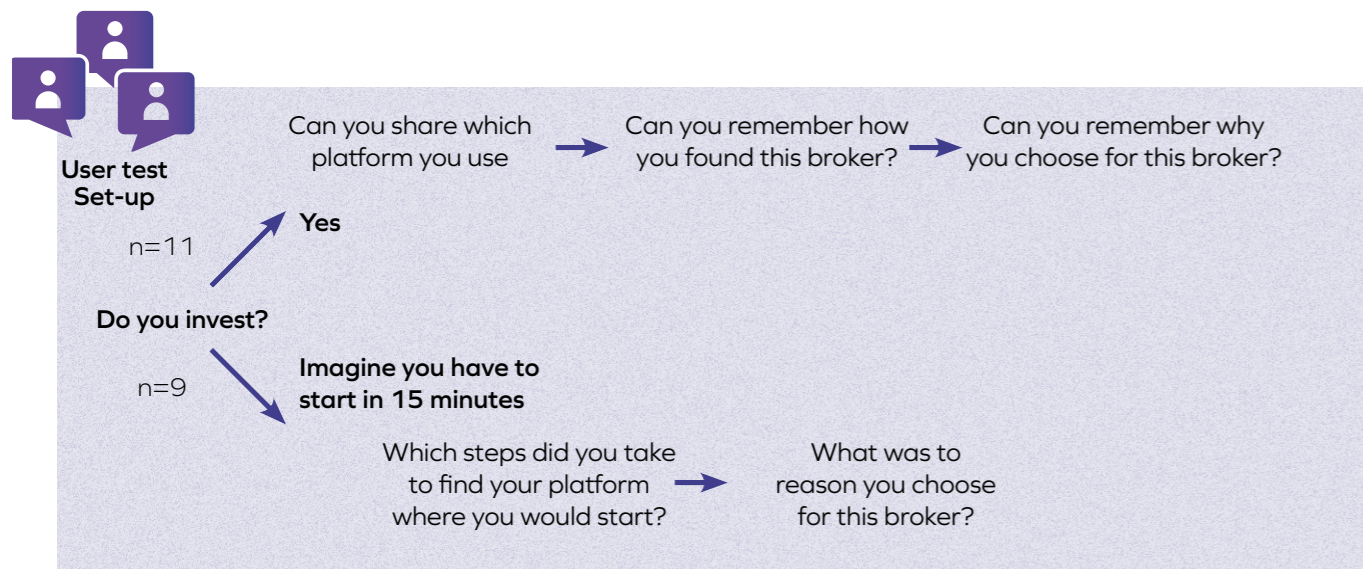 User test
Set-up
Can you share which
platform you use
Can you remember how
you found this broker?
Can you remember why
you choose for this broker?
n=11
Yes
Do you invest?
n=9
Imagine you have to
start in 15 minutes
Which steps did you take
to find your platform
where you would start?
What was to
reason you choose
for this broker?